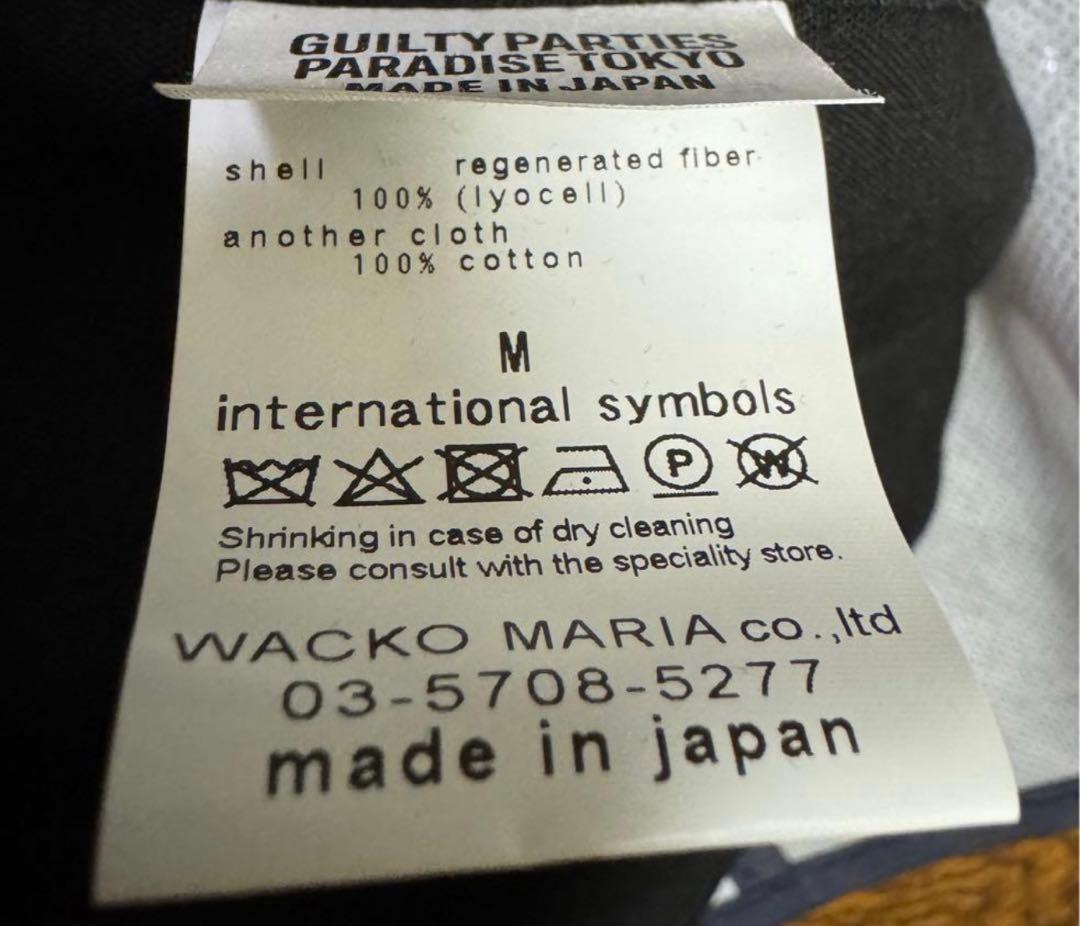 GUILTY PARTIES
PARADISE TOKYO
MADE IN JAPAN
shell regenerated fiber
100% (lyocell)
another cloth
100% cotton
M
international symbols
P W
Shrinking in case of dry cleaning
Please consult with the speciality store.
WACKO MARIA co.,ltd
03-5708-5277
made in japan